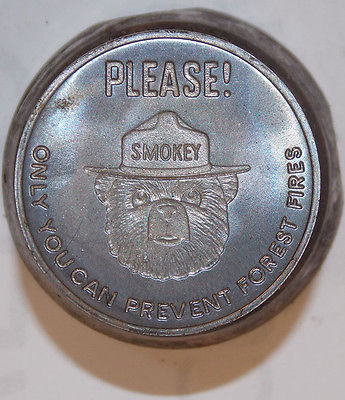 PLEASE!
SMOKEY
ONLY YOU CAN PREVENT FOREST FIRES